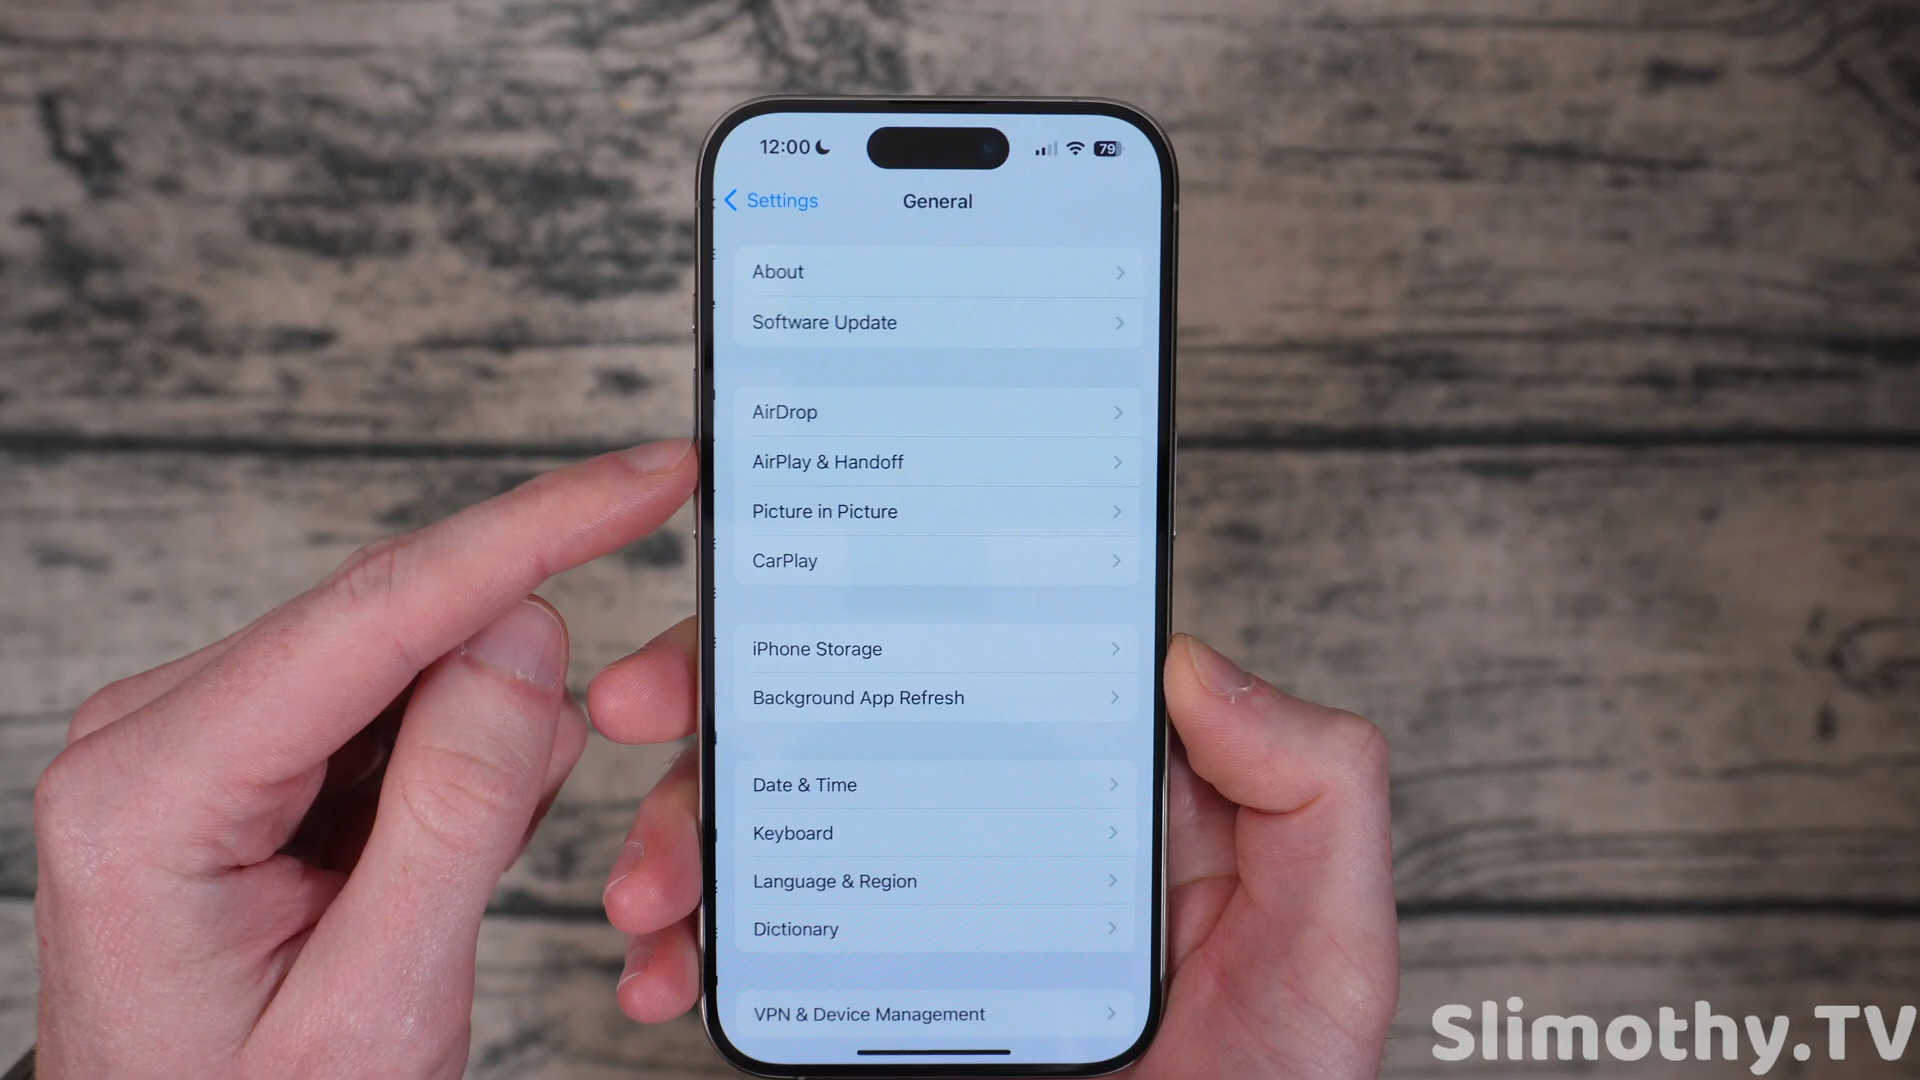 12:00
79
Settings
General
About
Software Update
AirDrop
AirPlay & Handoff
Picture in Picture
CarPlay
iPhone Storage
Background App Refresh
Date & Time
Keyboard
Language & Region
Dictionary
VPN & Device Management
Slimothy.TV